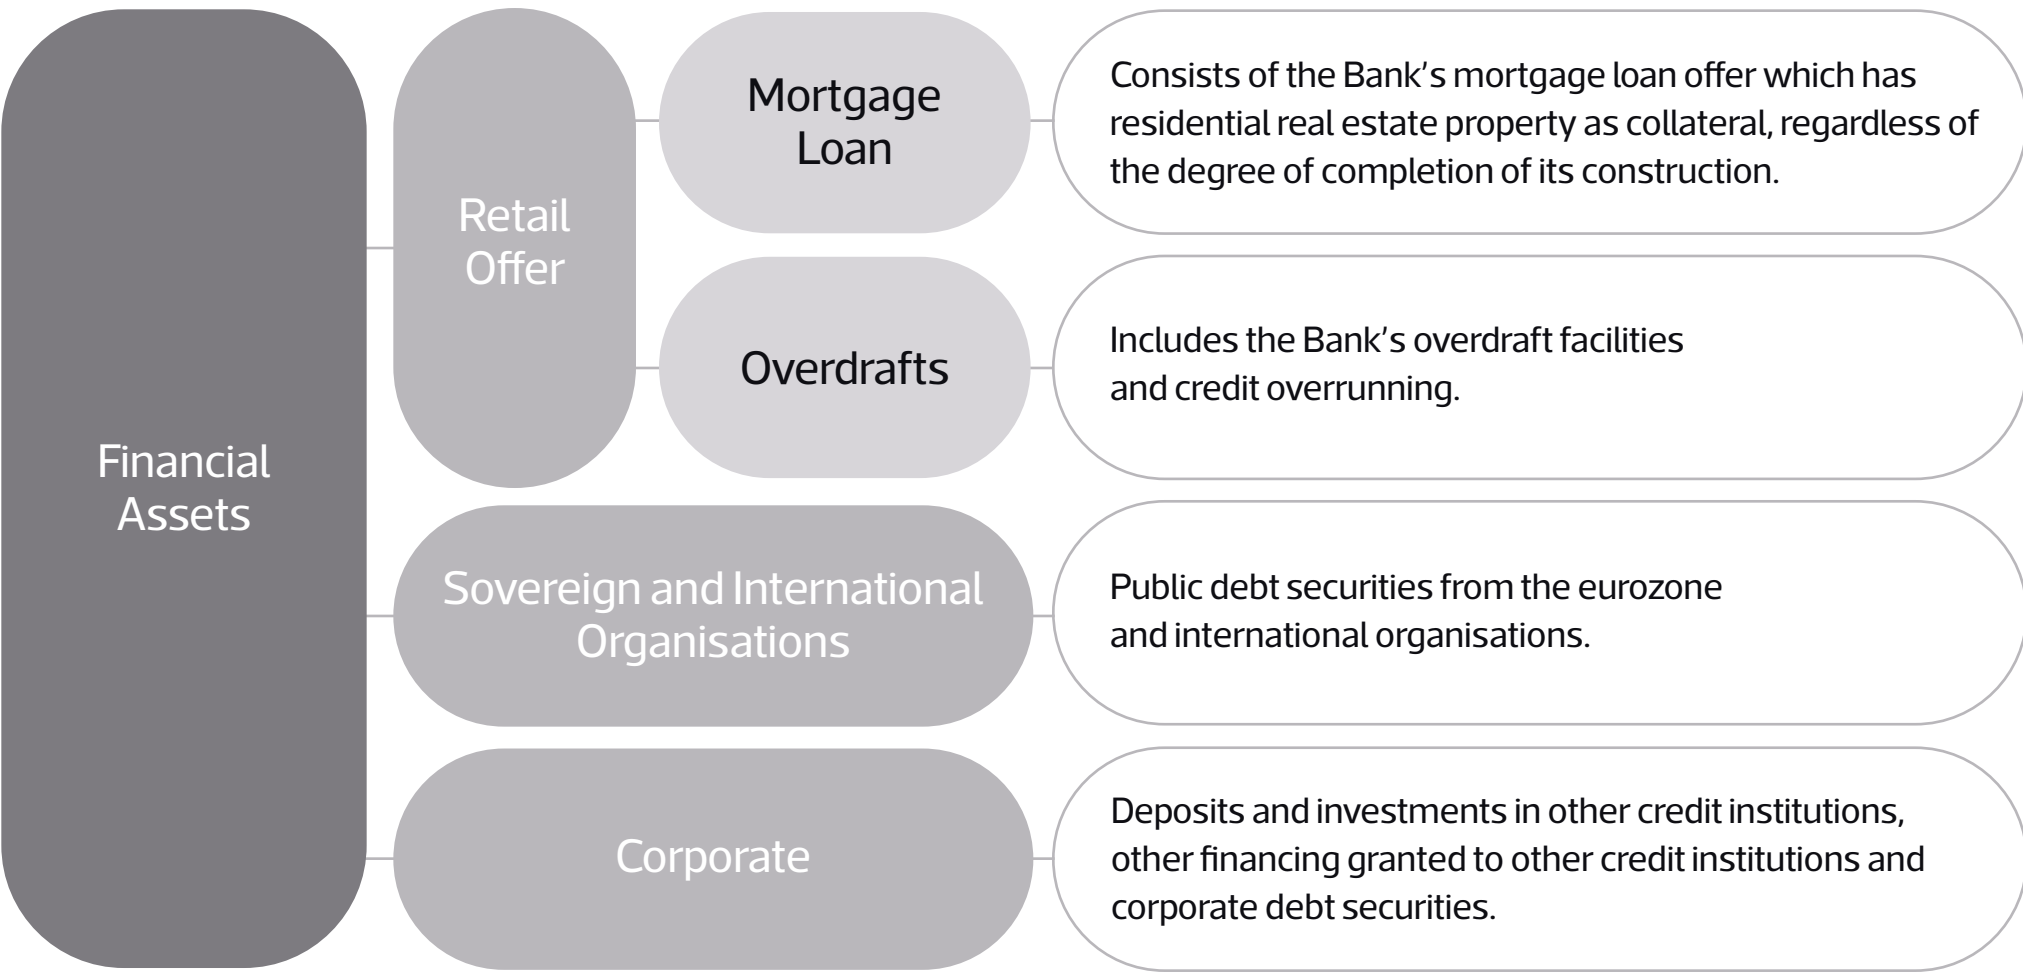 Financial
Assets
Retail
Offer
Mortgage
Loan
Consists of the Bank's mortgage loan offer which has
residential real estate property as collateral, regardless of
the degree of completion of its construction.
Overdrafts
Includes the Bank's overdraft facilities
and credit overrunning.
Sovereign and International
Organisations
Public debt securities from the eurozone
and international organisations.
Corporate
Deposits and investments in other credit institutions,
other financing granted to other credit institutions and
corporate debt securities.